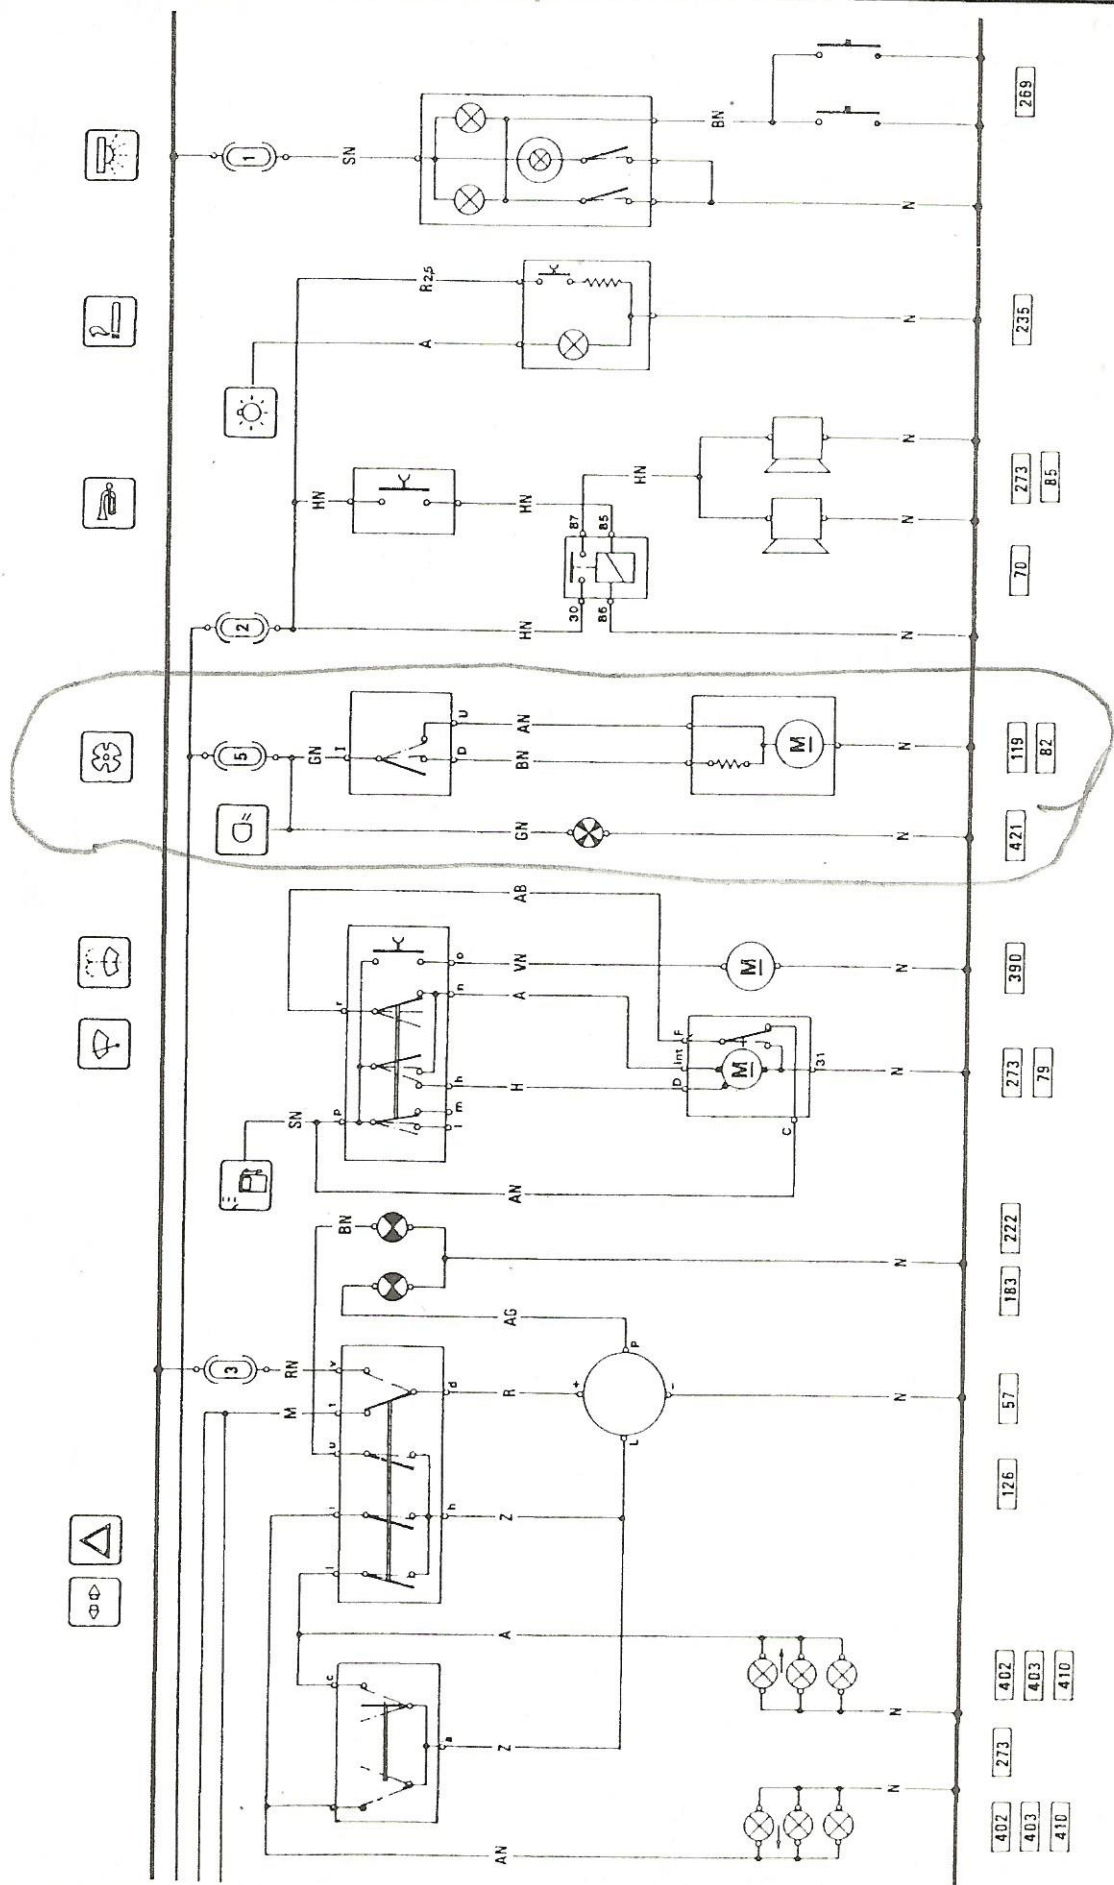 3 5 2 1
M RN SN GN HN
c l i u t v p r I
BN SN
A R2,5
a h d l m h n o D U
AN Z A Z R AG AN H A VN AB GN BN AN HN HN
+ 30 87
86 85
L P HN
- D Int F
BN
M M M
C
31
N N N N N N N N N N N N N
402 273 402 126 57 183 222 273 390 421 119 70 273 235 269
403 403 79 82 85
410 410